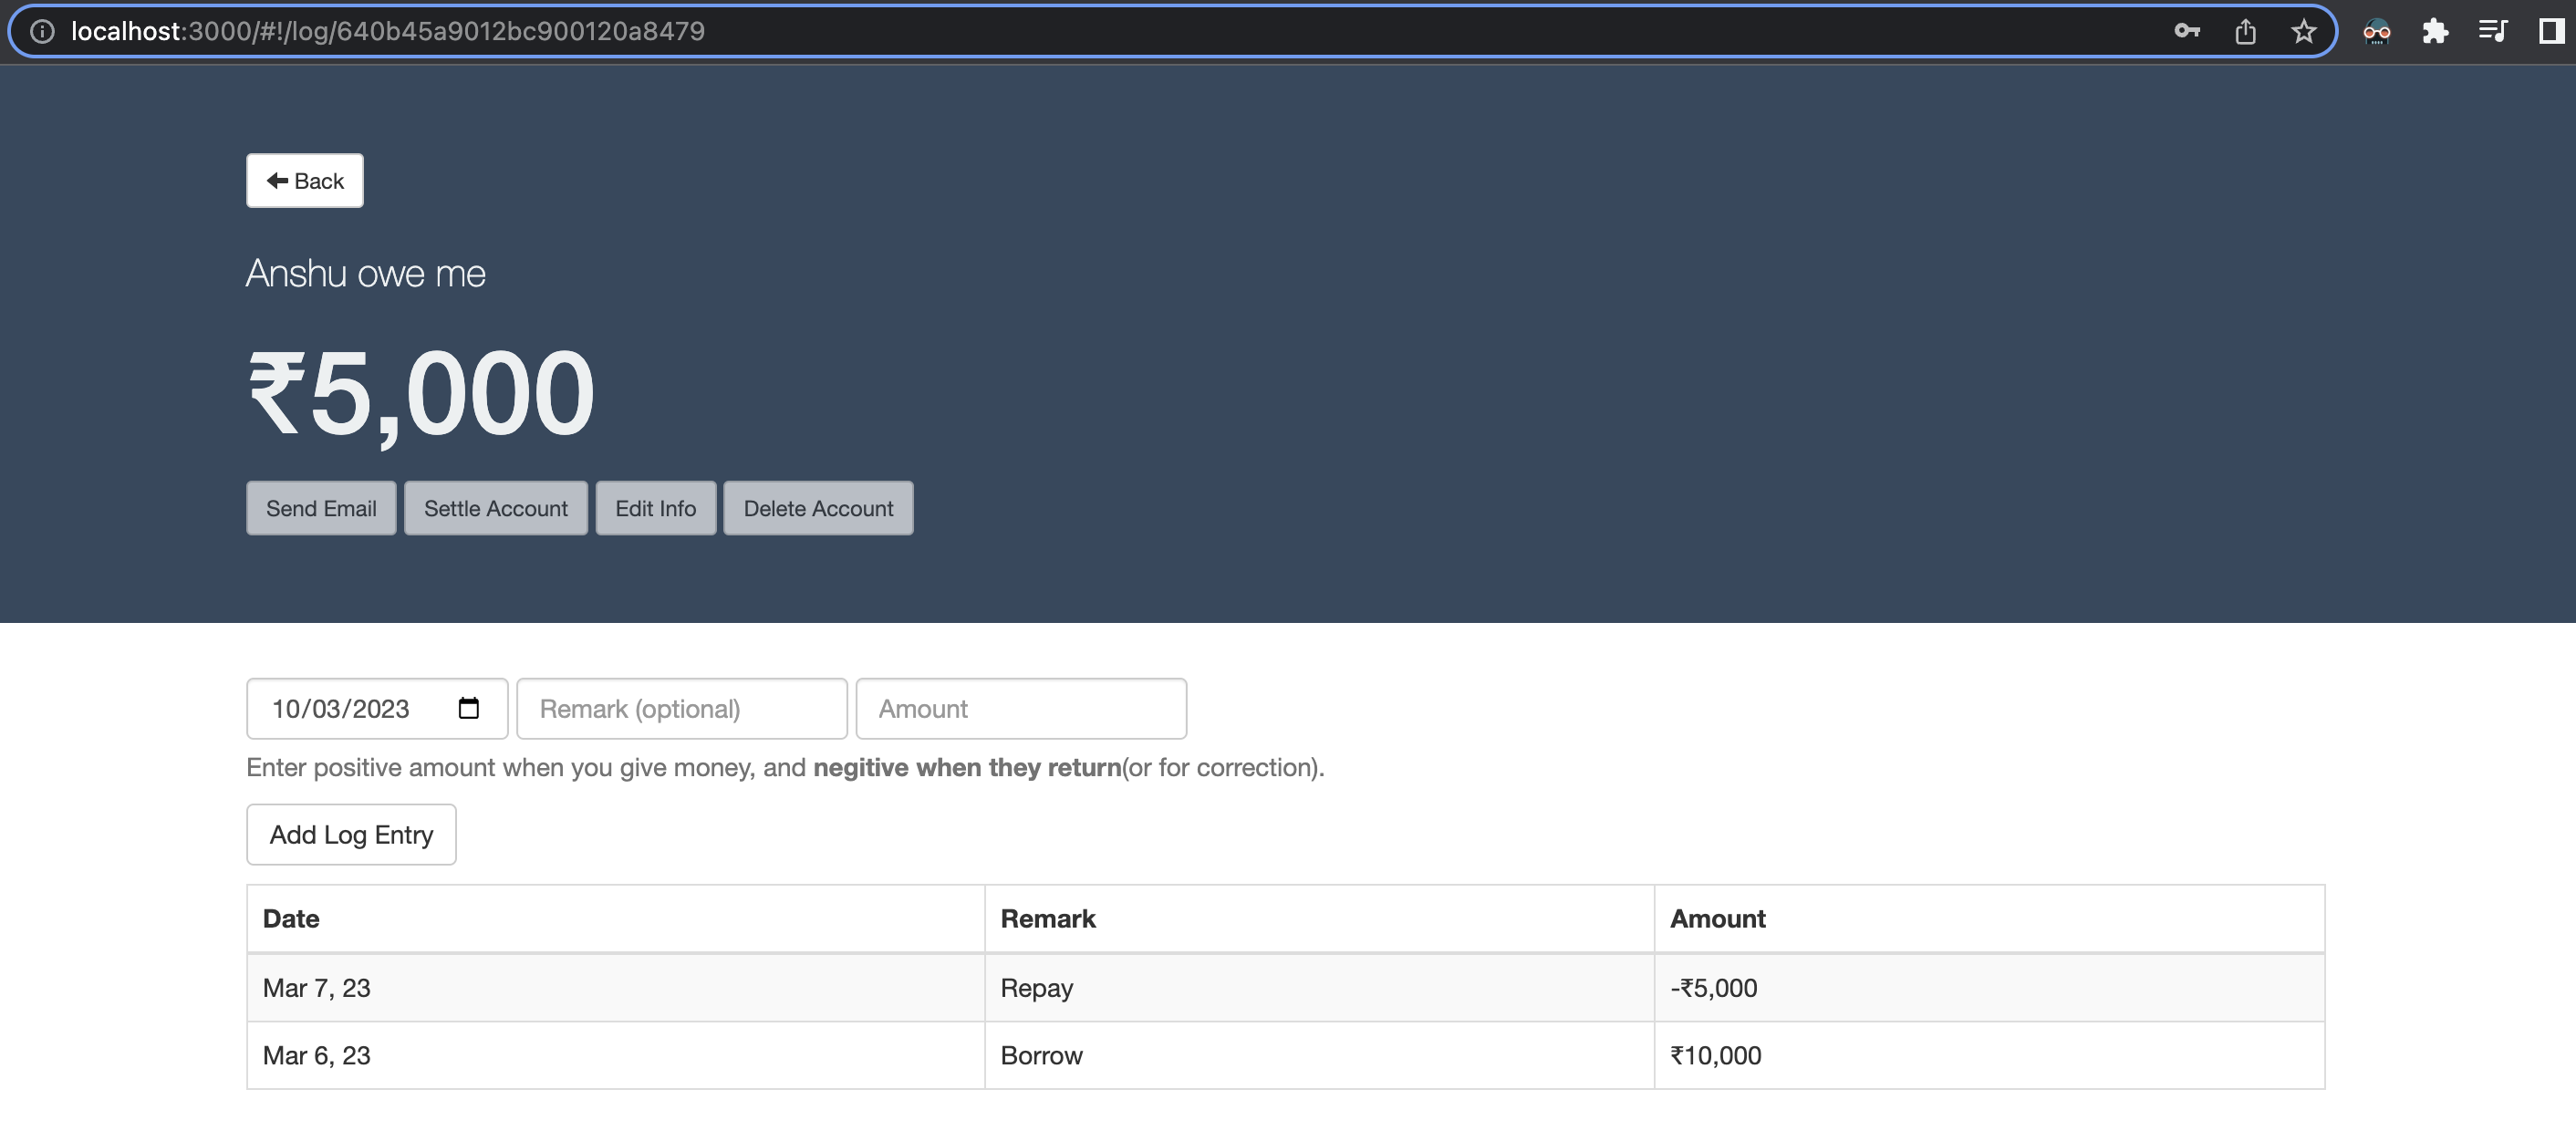 localhost:3000/#!/log/640b45a9012bc900120a8479
Back
Anshu owe me
₹5,000
Send Email Settle Account Edit Info Delete Account
10/03/2023 Remark (optional) Amount
Enter positive amount when you give money, and negitive when they return(or for correction).
Add Log Entry
Date Remark Amount
Mar 7, 23 Repay -₹5,000
Mar 6, 23 Borrow ₹10,000